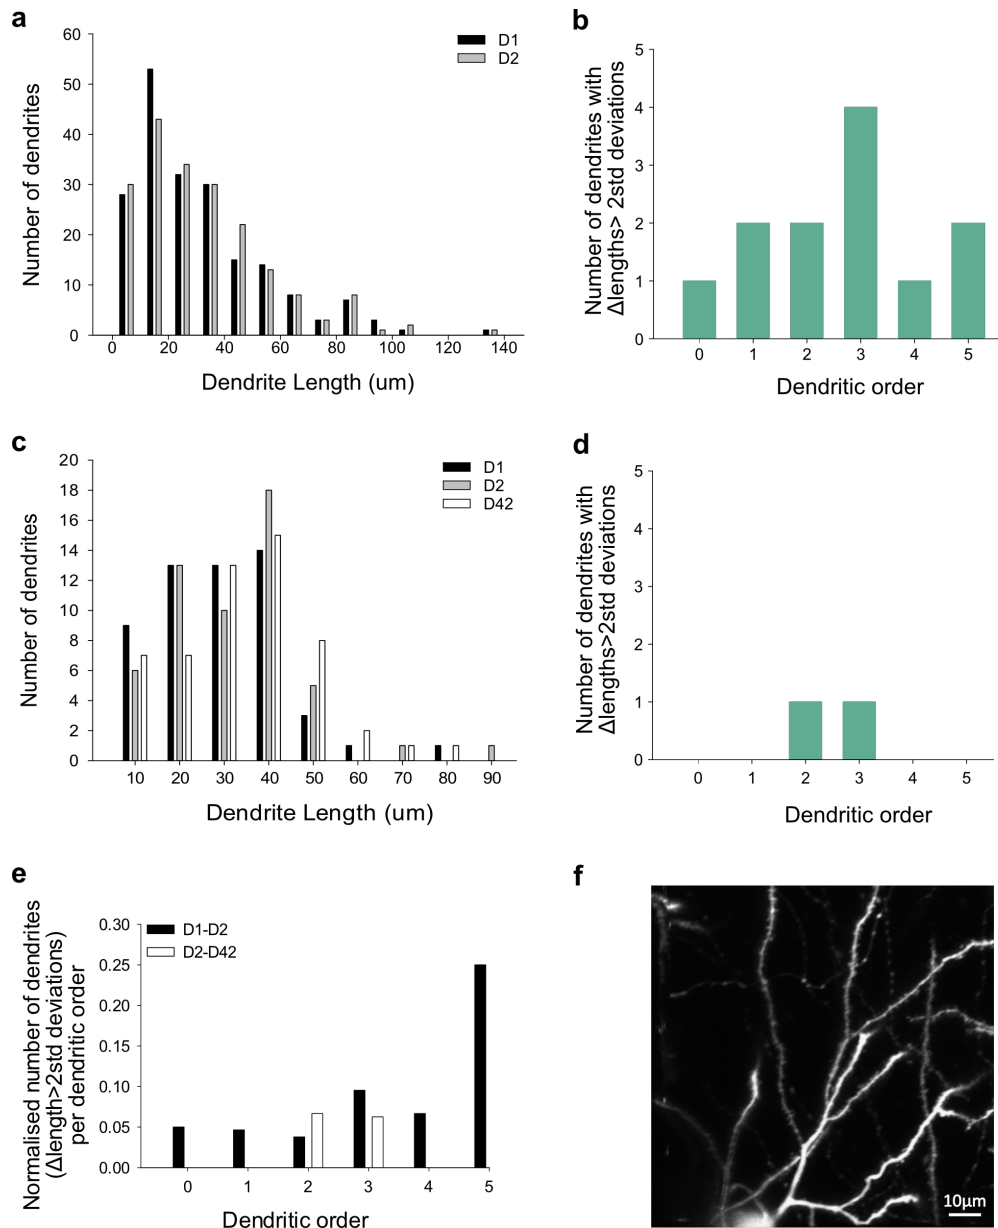 a
60
50
40
30
20
10
0
Number of dendrites
D1
D2
0 20 40 60 80 100 120 140
Dendrite Length (um)
b
5
4
3
2
1
0
Number of dendrites with
Δlengths> 2std deviations
0 1 2 3 4 5
Dendritic order
c
20
18
16
14
12
10
8
6
4
2
0
Number of dendrites
D1
D2
D42
10 20 30 40 50 60 70 80 90
Dendrite Length (um)
d
5
4
3
2
1
0
Number of dendrites with
Δlengths>2std deviations
0 1 2 3 4 5
Dendritic order
e
0.30
0.25
0.20
0.15
0.10
0.05
0.00
Normalised number of dendrites
(Δlength>2std deviations)
per dendritic order
D1-D2
D2-D42
0 1 2 3 4 5
Dendritic order
f
10µm